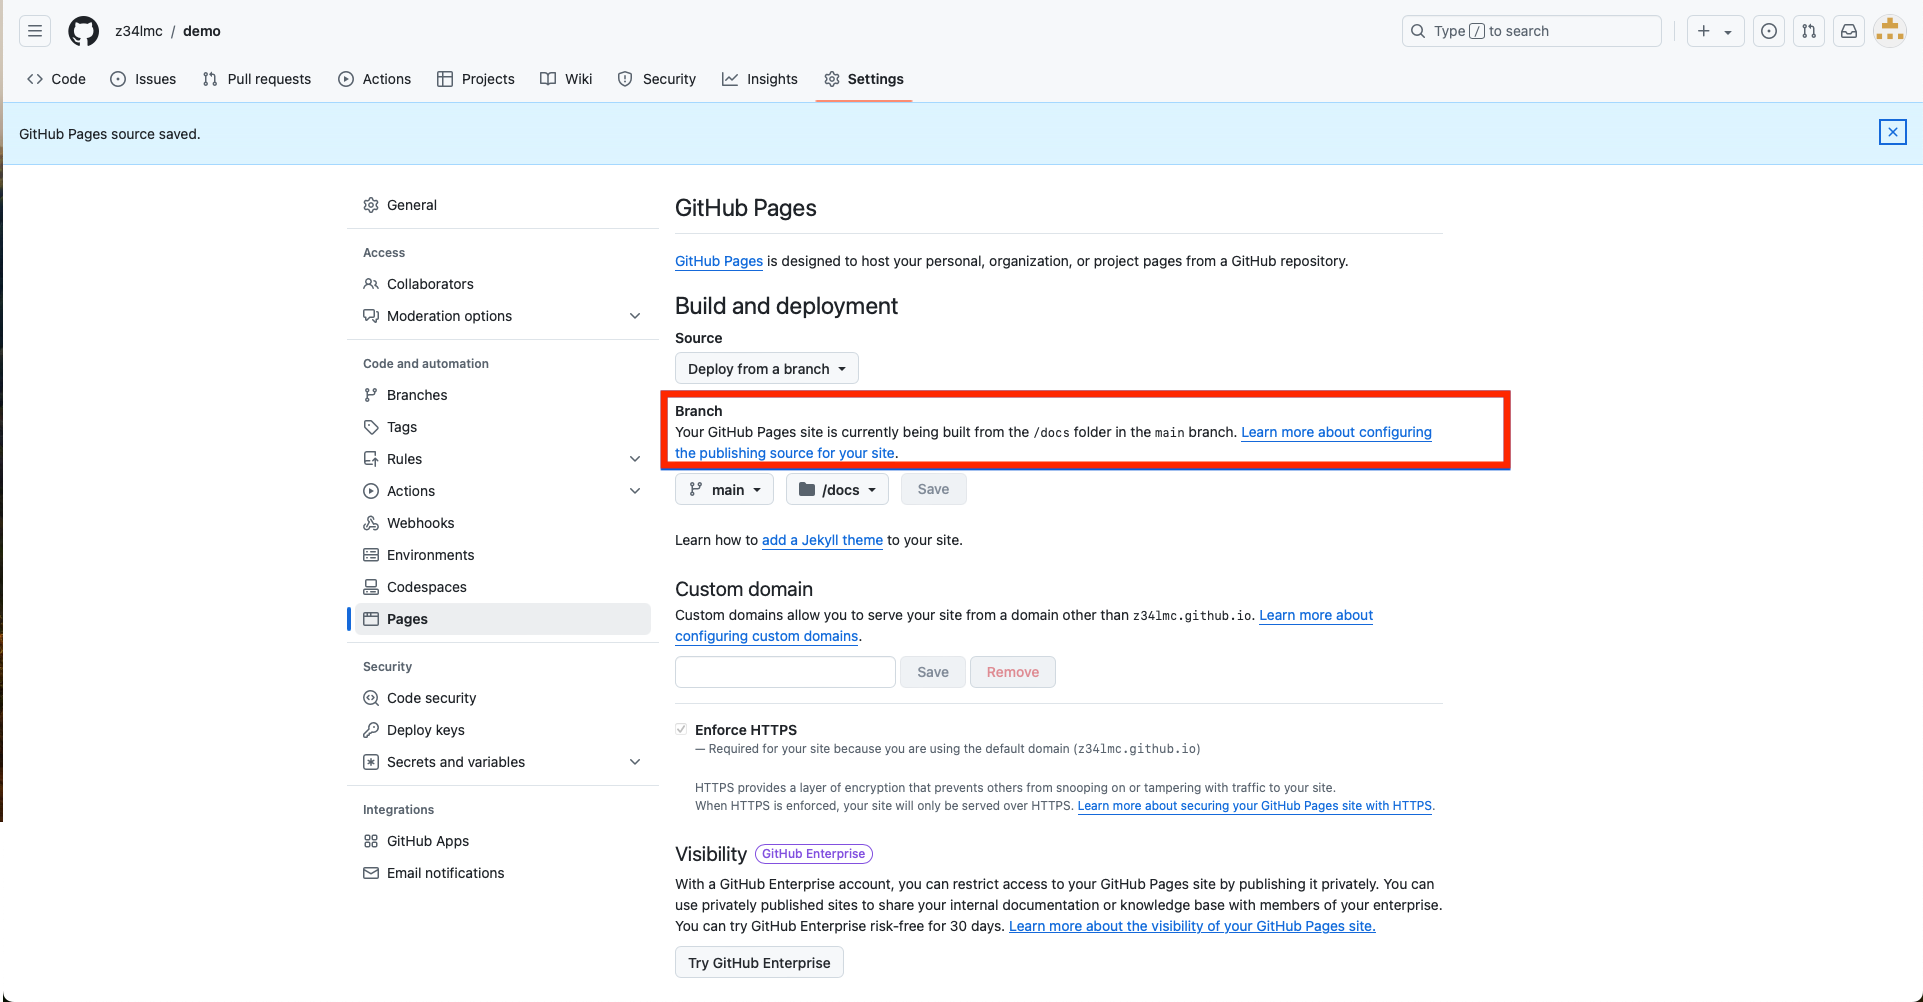 z34lmc / demo
Type / to search
Code
Issues
Pull requests
Actions
Projects
Wiki
Security
Insights
Settings
GitHub Pages source saved.
General
Access
Collaborators
Moderation options
Code and automation
Branches
Tags
Rules
Actions
Webhooks
Environments
Codespaces
Pages
Security
Code security
Deploy keys
Secrets and variables
Integrations
GitHub Apps
Email notifications
GitHub Pages
GitHub Pages is designed to host your personal, organization, or project pages from a GitHub repository.
Build and deployment
Source
Deploy from a branch
Branch
Your GitHub Pages site is currently being built from the /docs folder in the main branch. Learn more about configuring
the publishing source for your site.
main
/docs
Save
Learn how to add a Jekyll theme to your site.
Custom domain
Custom domains allow you to serve your site from a domain other than z34lmc.github.io. Learn more about
configuring custom domains.
Save
Remove
Enforce HTTPS
— Required for your site because you are using the default domain (z34lmc.github.io)
HTTPS provides a layer of encryption that prevents others from snooping on or tampering with traffic to your site.
When HTTPS is enforced, your site will only be served over HTTPS. Learn more about securing your GitHub Pages site with HTTPS.
Visibility GitHub Enterprise
With a GitHub Enterprise account, you can restrict access to your GitHub Pages site by publishing it privately. You can
use privately published sites to share your internal documentation or knowledge base with members of your enterprise.
You can try GitHub Enterprise risk-free for 30 days. Learn more about the visibility of your GitHub Pages site.
Try GitHub Enterprise